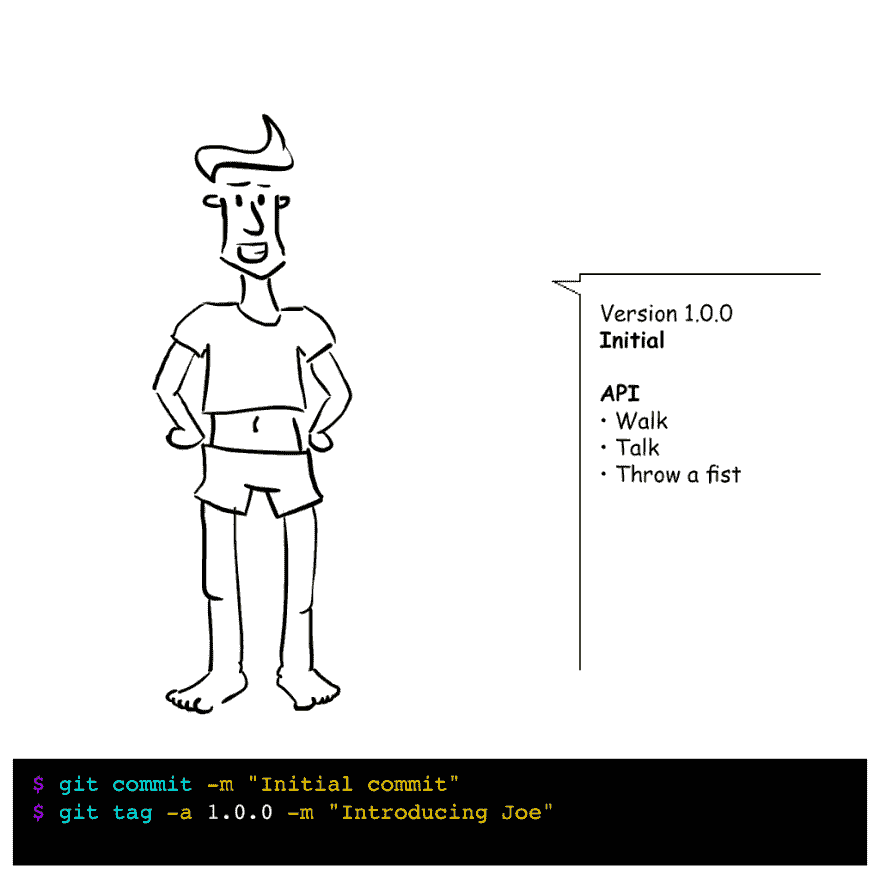 Version 1.0.0
Initial
API
• Walk
• Talk
• Throw a fist
$ git commit -m "Initial commit"
$ git tag -a 1.0.0 -m "Introducing Joe"